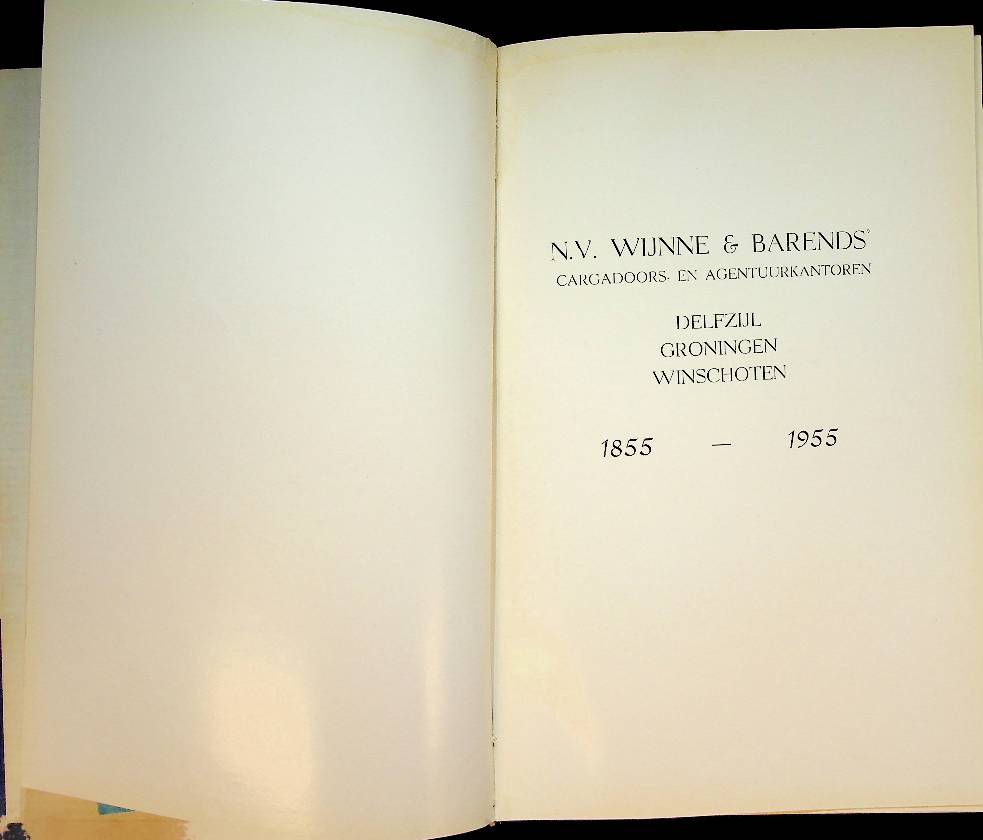 N.V. WIJNNE & BARENDS'
CARGADOORS- EN AGENTUURKANTOREN
DELFZIJL
GRONINGEN
WINSCHOTEN
1855 — 1955